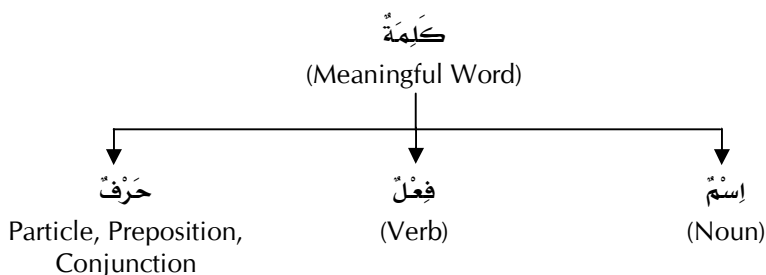 كَلِمَةٌ
(Meaningful Word)
حَرْفٌ فِعْلٌ اِسْمٌ
Particle, Preposition, (Verb) (Noun)
Conjunction